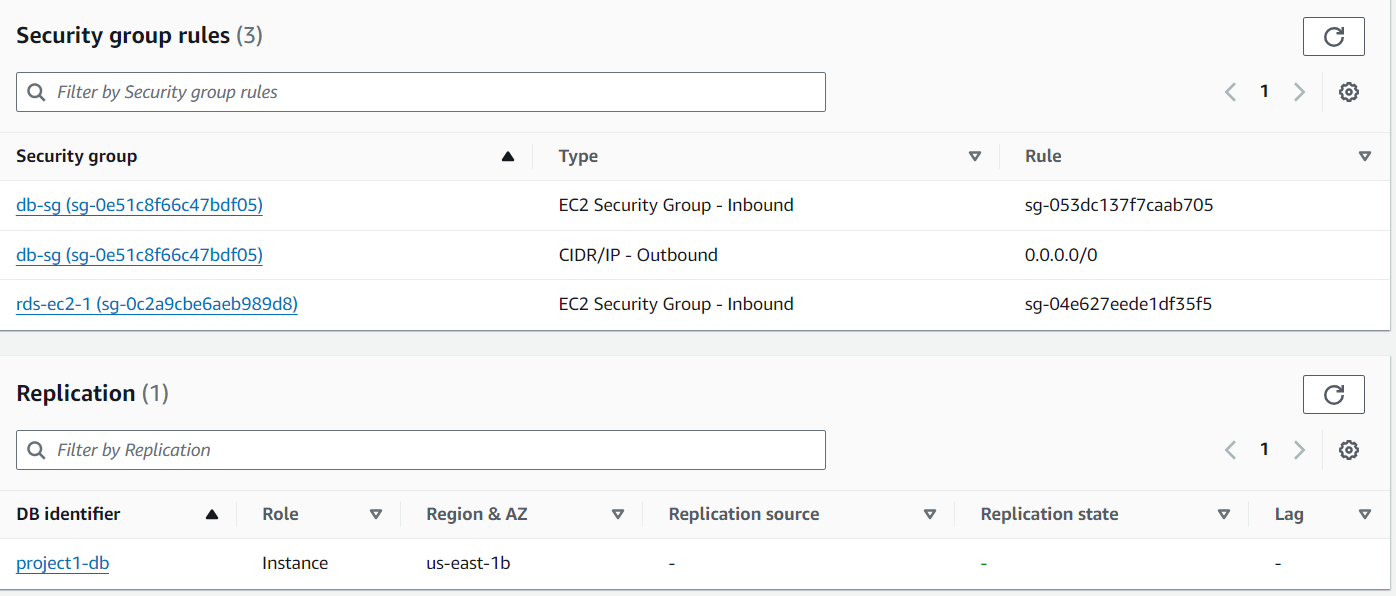 Security group rules (3)
Filter by Security group rules
1
Security group Type Rule
db-sg (sg-0e51c8f66c47bdf05) EC2 Security Group - Inbound sg-053dc137f7caab705
db-sg (sg-0e51c8f66c47bdf05) CIDR/IP - Outbound 0.0.0.0/0
rds-ec2-1 (sg-0c2a9cbe6aeb989d8) EC2 Security Group - Inbound sg-04e627eede1df35f5
Replication (1)
Filter by Replication
1
DB identifier Role Region & AZ Replication source Replication state Lag
project1-db Instance us-east-1b - - -